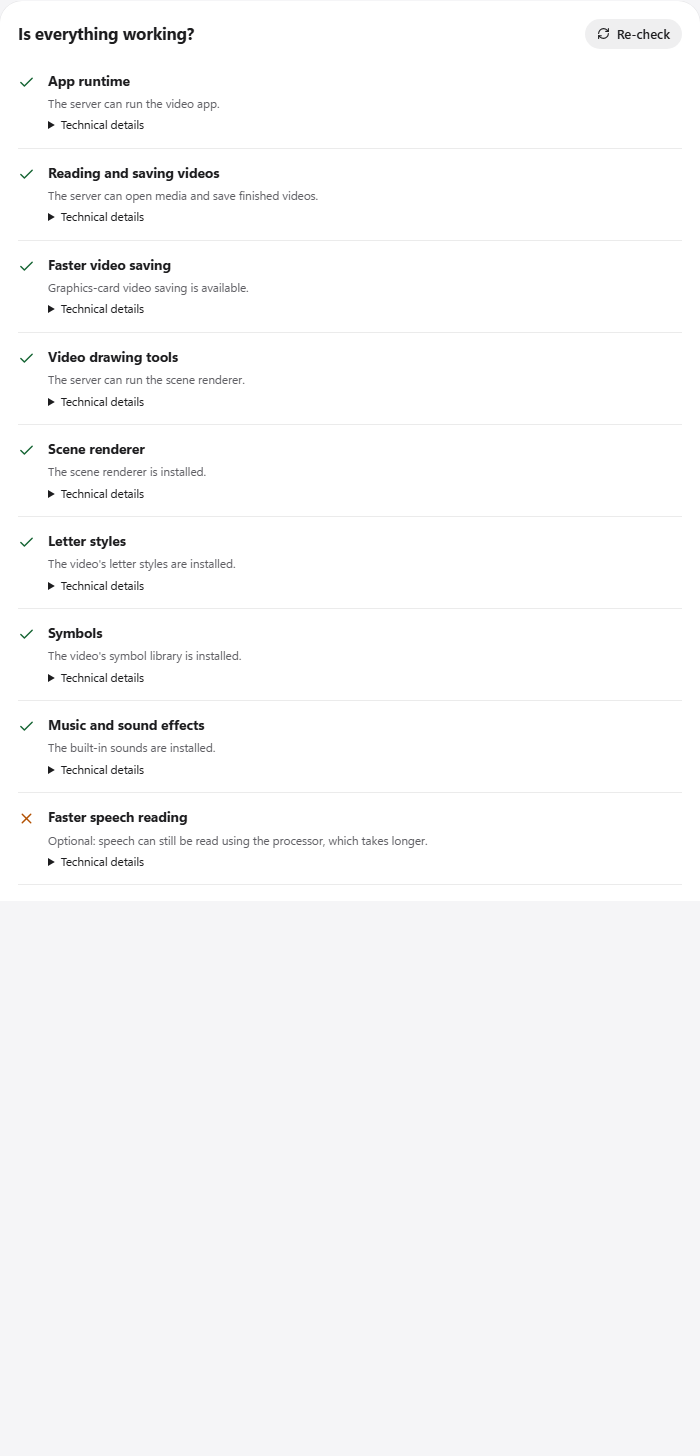 Is everything working?
Re-check
App runtime
The server can run the video app.
Technical details
Reading and saving videos
The server can open media and save finished videos.
Technical details
Faster video saving
Graphics-card video saving is available.
Technical details
Video drawing tools
The server can run the scene renderer.
Technical details
Scene renderer
The scene renderer is installed.
Technical details
Letter styles
The video's letter styles are installed.
Technical details
Symbols
The video's symbol library is installed.
Technical details
Music and sound effects
The built-in sounds are installed.
Technical details
Faster speech reading
Optional: speech can still be read using the processor, which takes longer.
Technical details